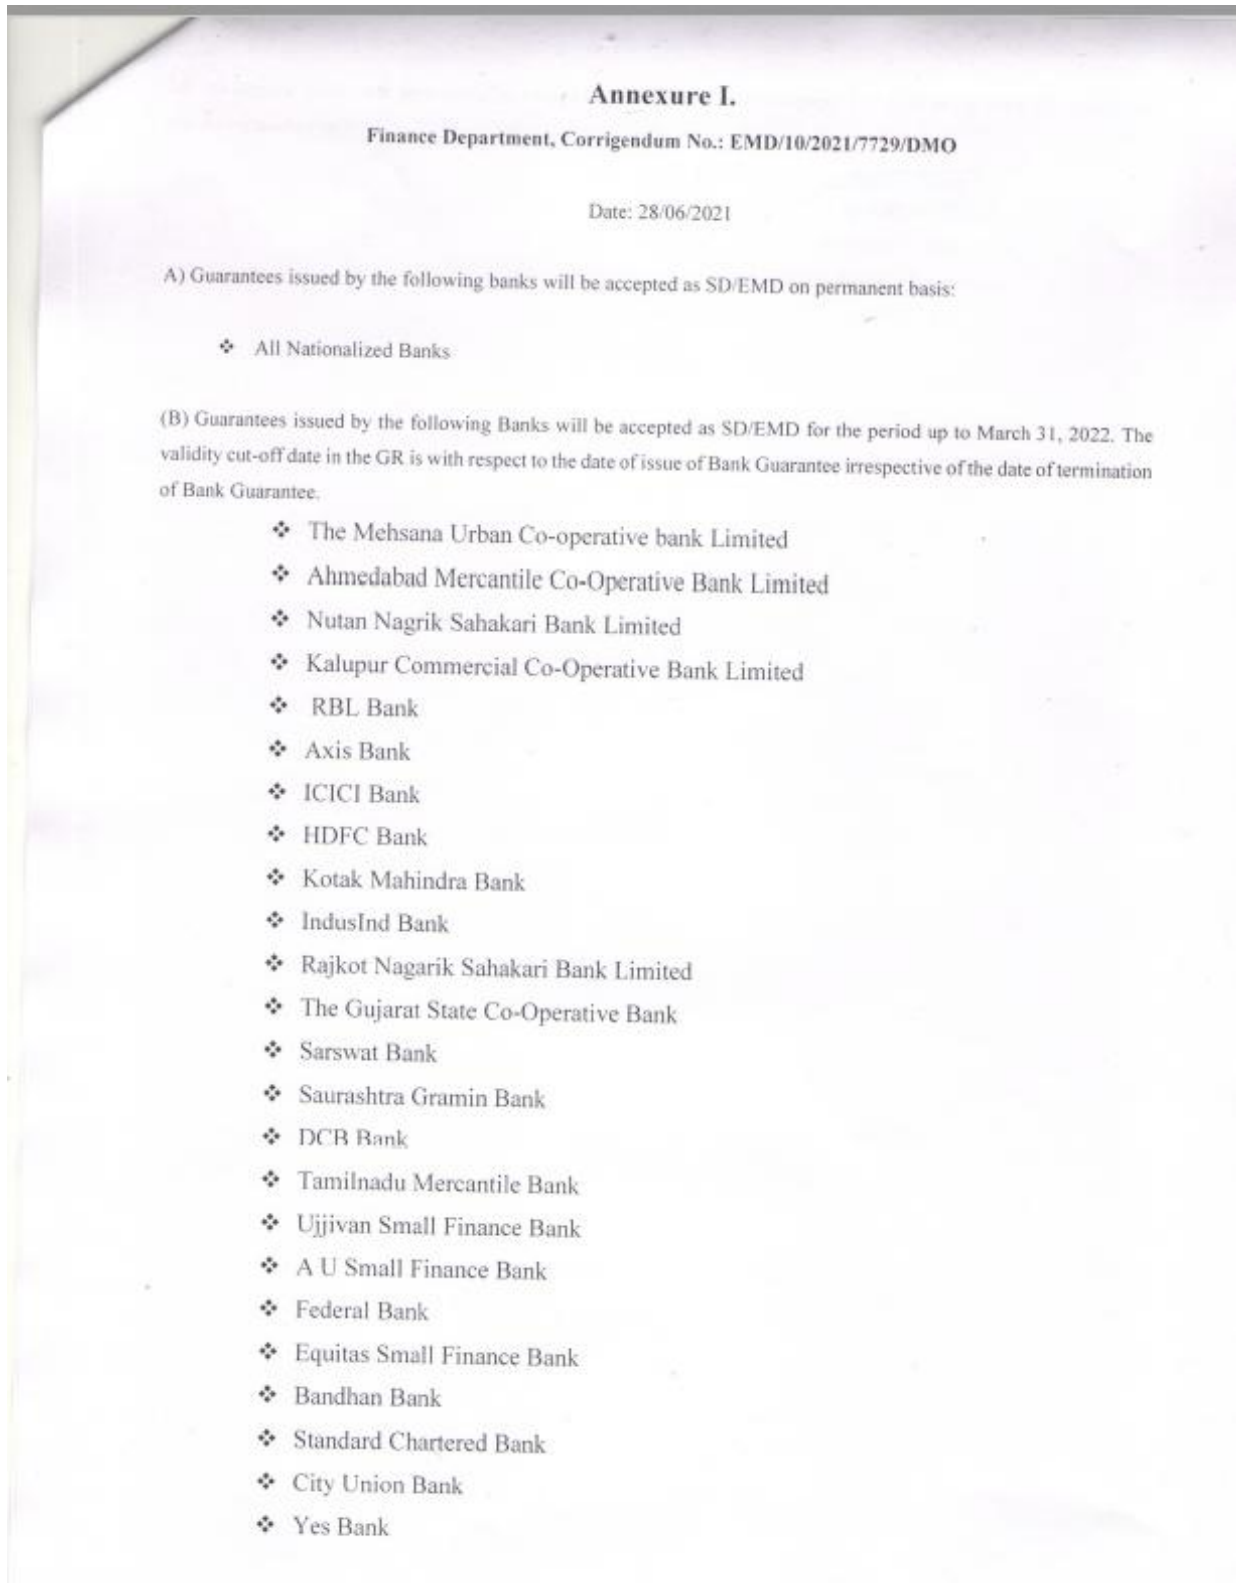 Annexure I.
Finance Department, Corrigendum No.: EMD/10/2021/7729/DMO
Date: 28/06/2021
A) Guarantees issued by the following banks will be accepted as SD/EMD on permanent basis:
❖ All Nationalized Banks
(B) Guarantees issued by the following Banks will be accepted as SD/EMD for the period up to March 31, 2022. The
validity cut-off date in the GR is with respect to the date of issue of Bank Guarantee irrespective of the date of termination
of Bank Guarantee.
❖ The Mehsana Urban Co-operative bank Limited
❖ Ahmedabad Mercantile Co-Operative Bank Limited
❖ Nutan Nagrik Sahakari Bank Limited
❖ Kalupur Commercial Co-Operative Bank Limited
❖ RBL Bank
❖ Axis Bank
❖ ICICI Bank
❖ HDFC Bank
❖ Kotak Mahindra Bank
❖ IndusInd Bank
❖ Rajkot Nagarik Sahakari Bank Limited
❖ The Gujarat State Co-Operative Bank
❖ Sarswat Bank
❖ Saurashtra Gramin Bank
❖ DCB Bank
❖ Tamilnadu Mercantile Bank
❖ Ujjivan Small Finance Bank
❖ A U Small Finance Bank
❖ Federal Bank
❖ Equitas Small Finance Bank
❖ Bandhan Bank
❖ Standard Chartered Bank
❖ City Union Bank
❖ Yes Bank